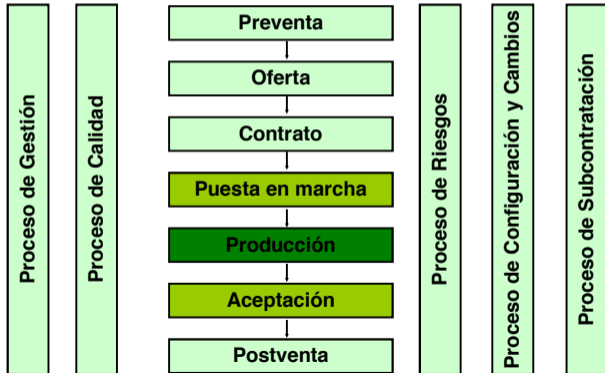 Proceso de Gestión
Proceso de Calidad
Preventa
Oferta
Contrato
Puesta en marcha
Producción
Aceptación
Postventa
Proceso de Riesgos
Proceso de Configuración y Cambios
Proceso de Subcontratación